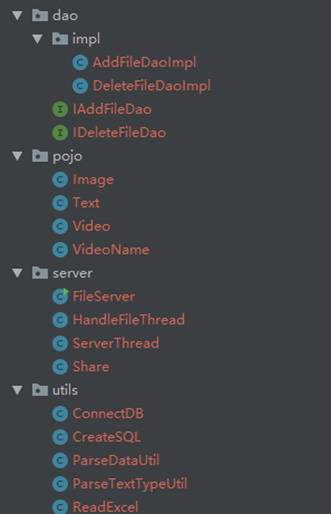 dao
impl
AddFileDaoImpl
DeleteFileDaoImpl
IAddFileDao
IDeleteFileDao
pojo
Image
Text
Video
VideoName
server
FileServer
HandleFileThread
ServerThread
Share
utils
ConnectDB
CreateSQL
ParseDataUtil
ParseTextTypeUtil
ReadExcel